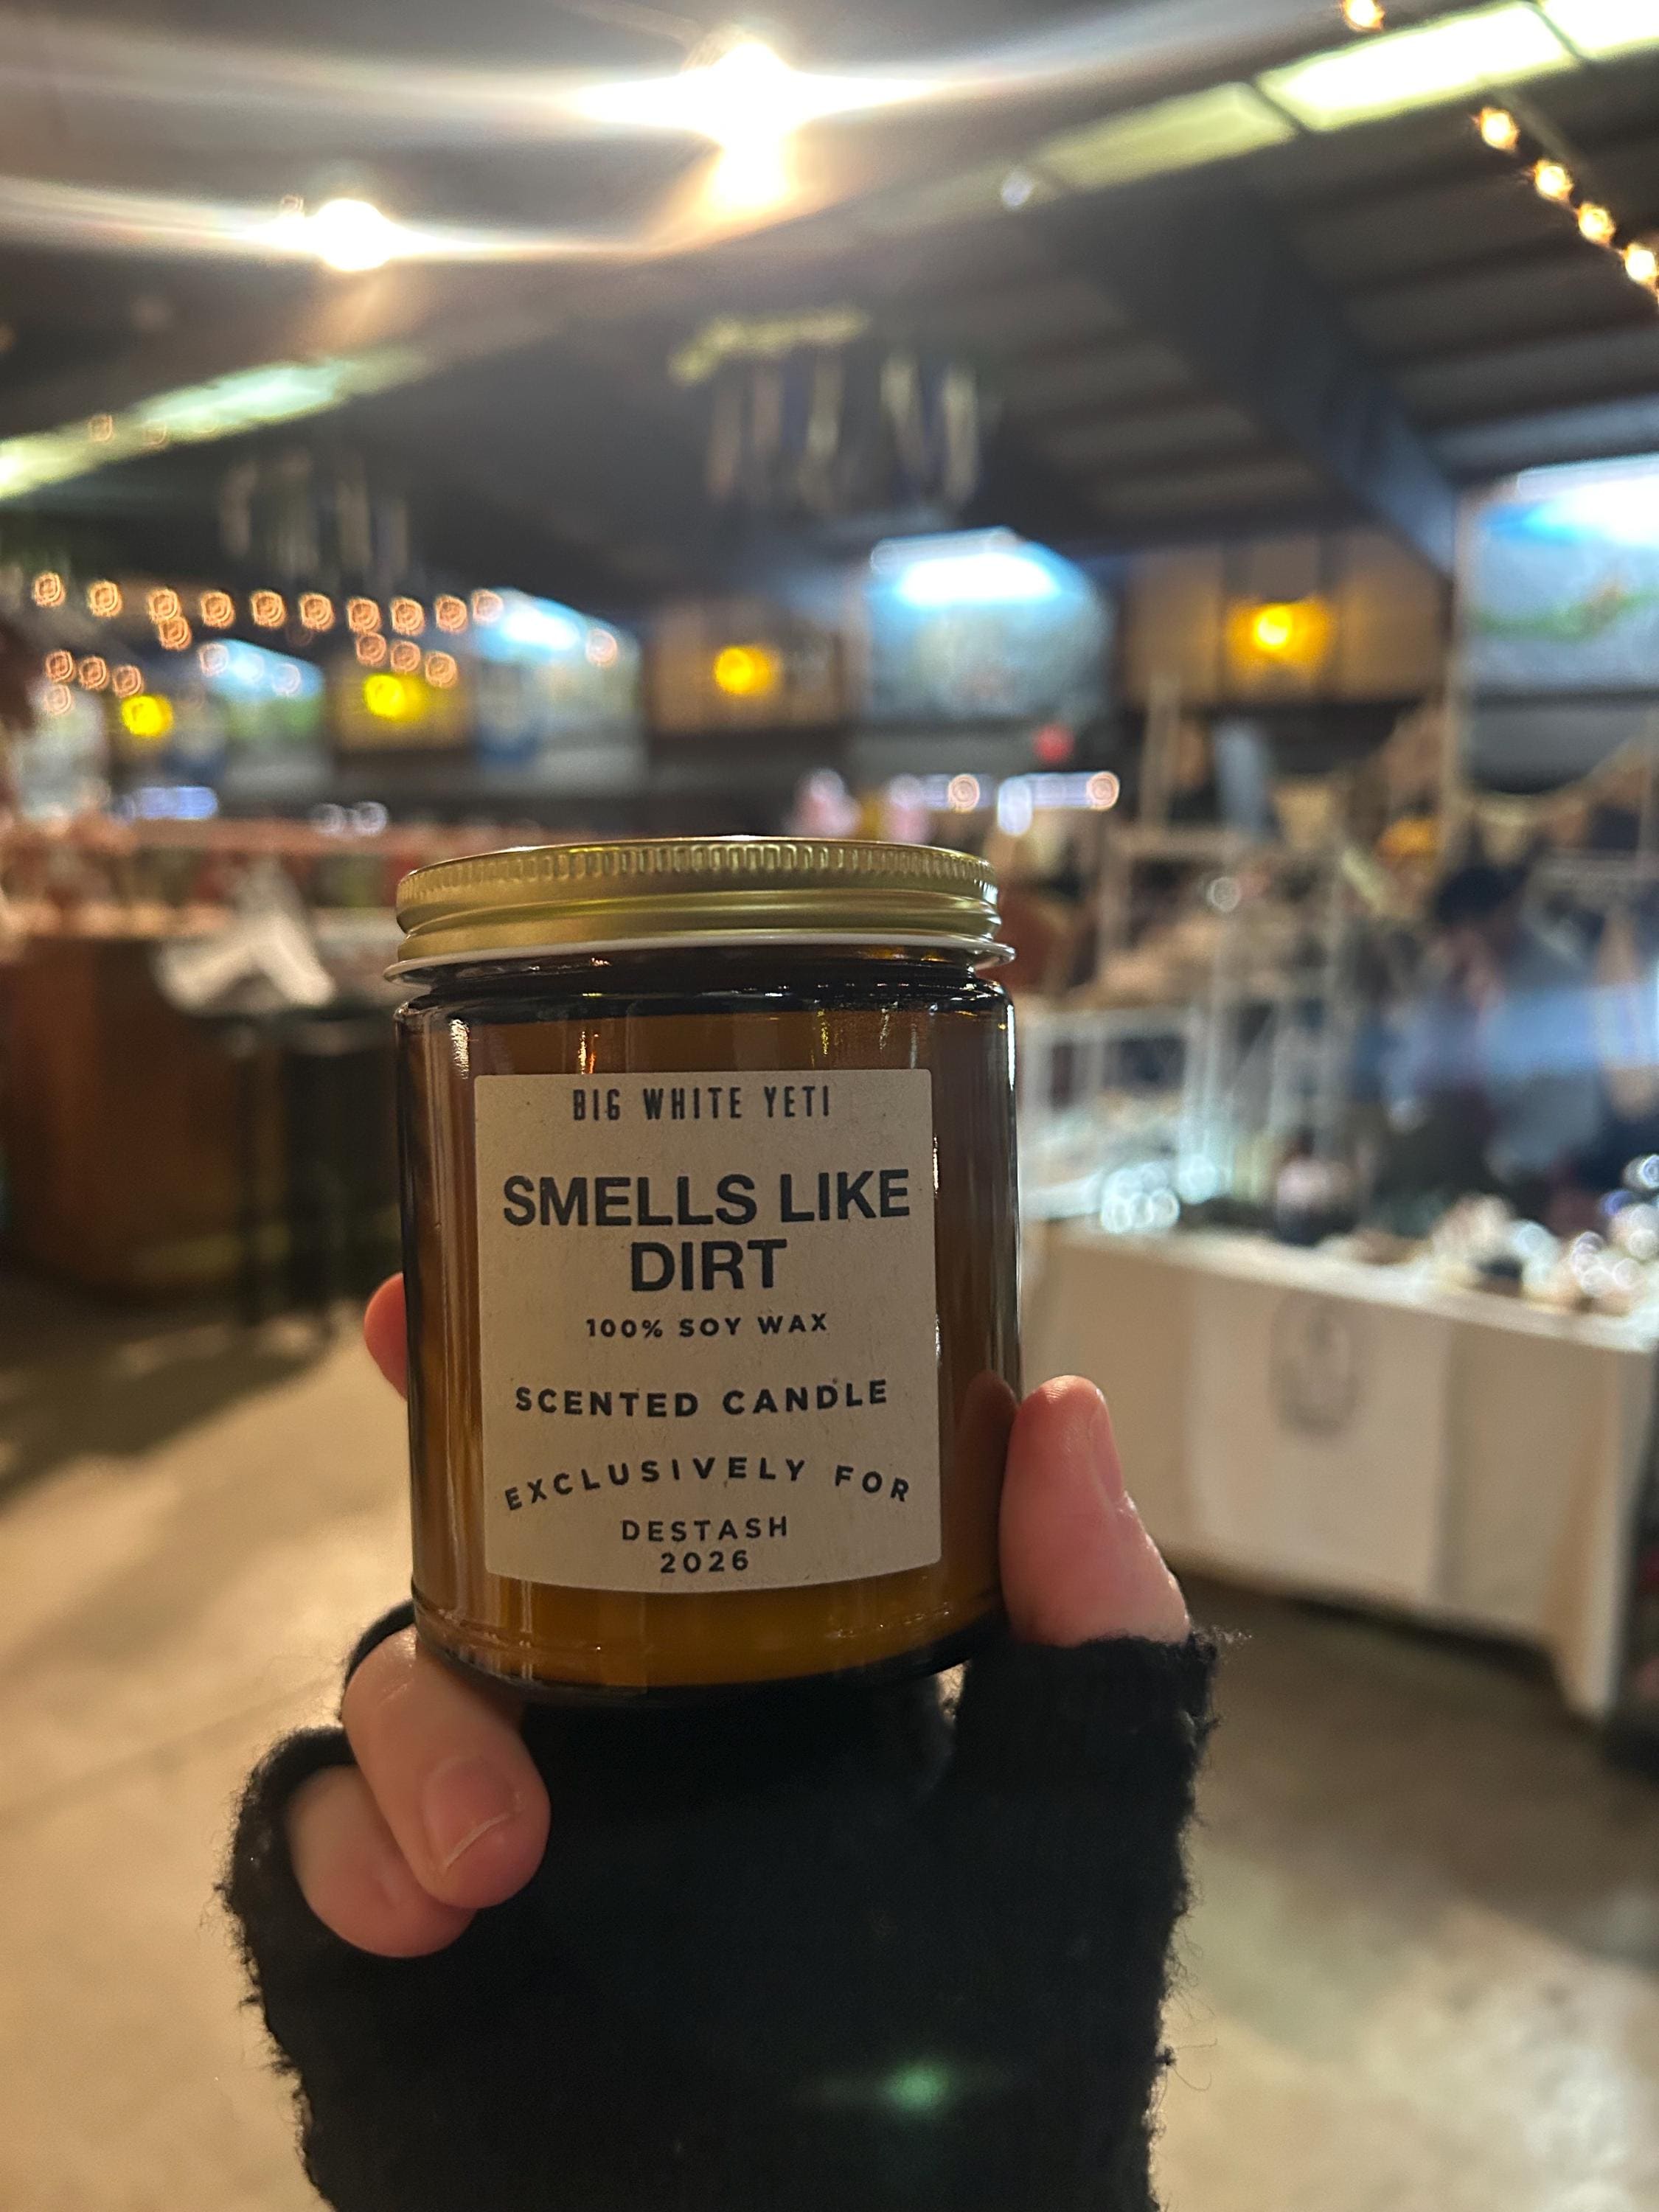 BIG WHITE YETI
SMELLS LIKE
DIRT
100% SOY WAX
SCENTED CANDLE
EXCLUSIVELY FOR
DESTASH
2026